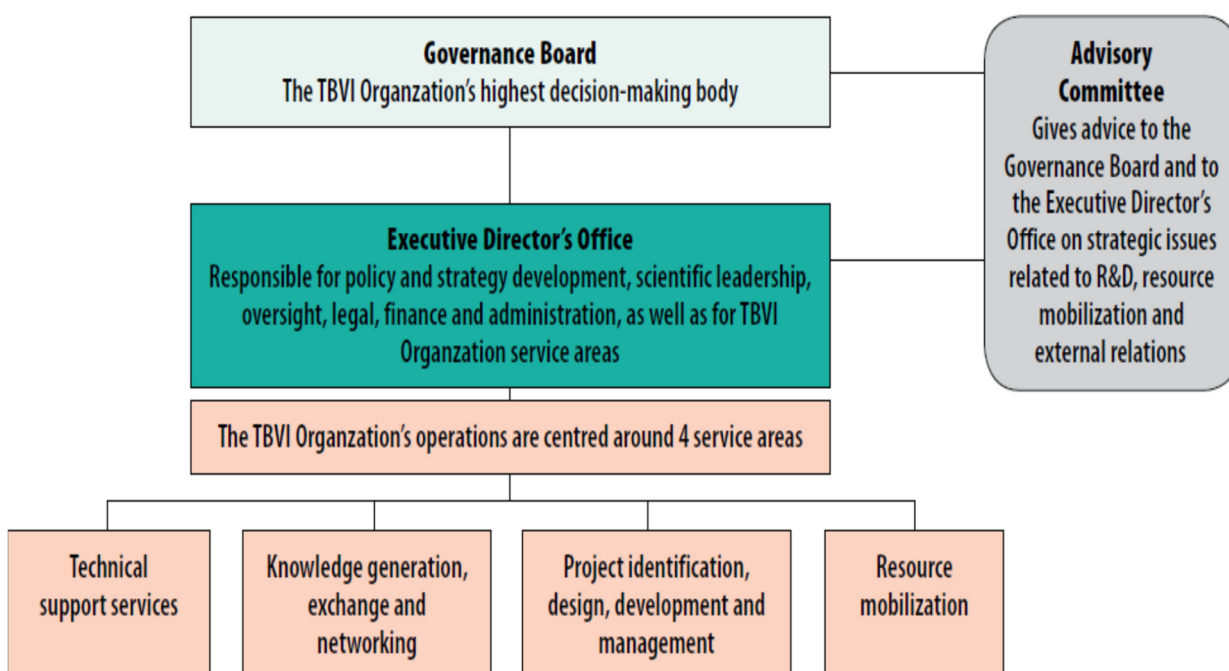 Governance Board
The TBVI Organzation's highest decision-making body
Advisory
Committee
Gives advice to the
Governance Board and to
the Executive Director's
Office on strategic issues
related to R&D, resource
mobilization and
external relations
Executive Director's Office
Responsible for policy and strategy development, scientific leadership,
oversight, legal, finance and administration, as well as for TBVI
Organzation service areas
The TBVI Organzation's operations are centred around 4 service areas
Technical
support services
Knowledge generation,
exchange and
networking
Project identification,
design, development and
management
Resource
mobilization